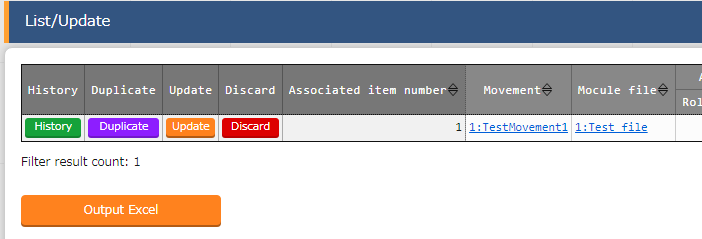 List/Update
History Duplicate Update Discard Associated item number Movement Mocule file A
Rol
History Duplicate Update Discard 1 1:TestMovement1 1:Test file
Filter result count: 1
Output Excel